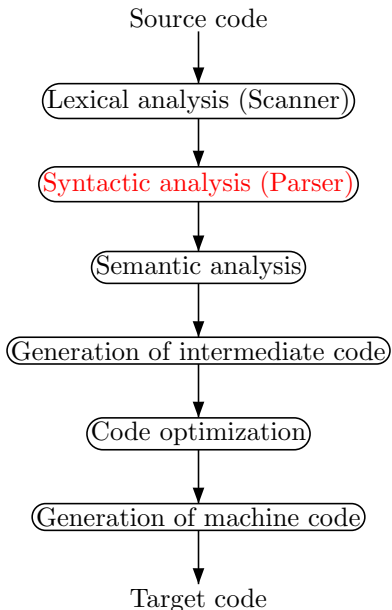 Source code
Lexical analysis (Scanner)
Syntactic analysis (Parser)
Semantic analysis
Generation of intermediate code
Code optimization
Generation of machine code
Target code